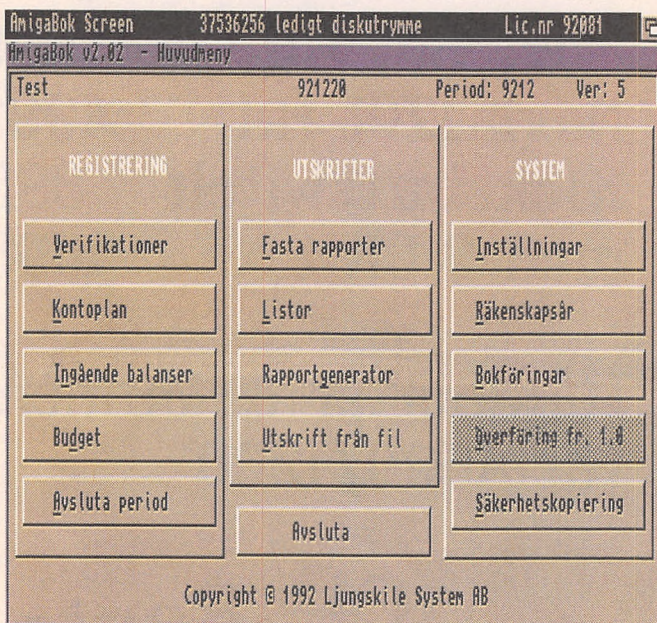 AmigaBok Screen 37536256 ledigt diskutrymme Lic.nr 92081
AmigaBok v2.02 - Huvudmeny
Test 921220 Period: 9212 Ver: 5
REGISTRERING
Verifikationer
Kontoplan
Ingående balanser
Budget
Avsluta period
UTSKRIFTER
Fasta rapporter
Listor
Rapportgenerator
Utskrift från fil
Avsluta
SYSTEM
Inställningar
Räkenskapsår
Bokföringar
Överföring fr. 1.0
Säkerhetskopiering
Copyright © 1992 Ljungskile System AB